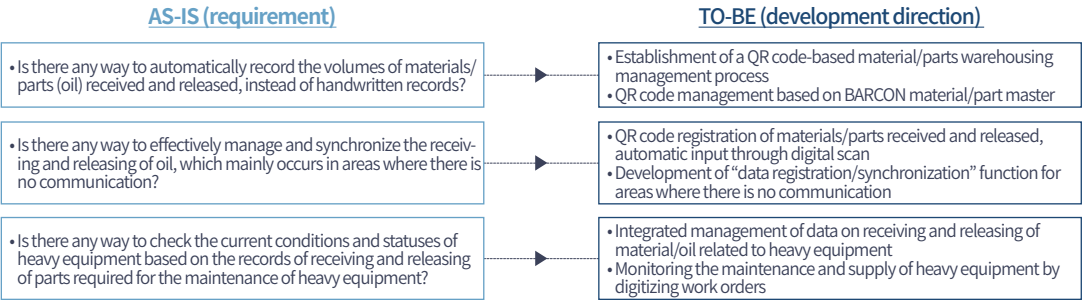 AS-IS (requirement)
TO-BE (development direction)
• Is there any way to automatically record the volumes of materials/
parts (oil) received and released, instead of handwritten records?
• Establishment of a QR code-based material/parts warehousing
management process
• QR code management based on BARCON material/part master
• Is there any way to effectively manage and synchronize the receiv-
ing and releasing of oil, which mainly occurs in areas where there is
no communication?
• QR code registration of materials/parts received and released,
automatic input through digital scan
• Development of “data registration/synchronization” function for
areas where there is no communication
• Is there any way to check the current conditions and statuses of
heavy equipment based on the records of receiving and releasing
of parts required for the maintenance of heavy equipment?
• Integrated management of data on receiving and releasing of
material/oil related to heavy equipment
• Monitoring the maintenance and supply of heavy equipment by
digitizing work orders